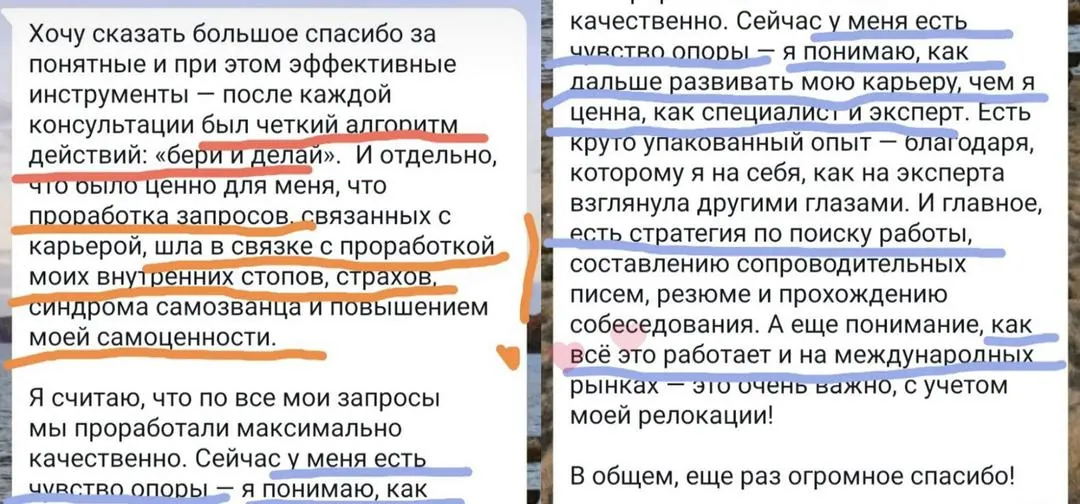 Хочу сказать большое спасибо за
понятные и при этом эффективные
инструменты — после каждой
консультации был четкий алгоритм
действий: «бери и делай». И отдельно,
что было ценно для меня, что
проработка запросов, связанных с
карьерой, шла в связке с проработкой
моих внутренних стопов, страхов,
синдрома самозванца и повышением
моей самоценности.
Я считаю, что по все мои запросы
мы проработали максимально
качественно. Сейчас у меня есть
чувство опоры — я понимаю, как
качественно. Сейчас у меня есть
чувство опоры — я понимаю, как
дальше развивать мою карьеру, чем я
ценна, как специалист и эксперт. Есть
круто упакованный опыт — благодаря,
которому я на себя, как на эксперта
взглянула другими глазами. И главное,
есть стратегия по поиску работы,
составлению сопроводительных
писем, резюме и прохождению
собеседования. А еще понимание, как
всё это работает и на международных
рынках — это очень важно, с учетом
моей релокации!
В общем, еще раз огромное спасибо!